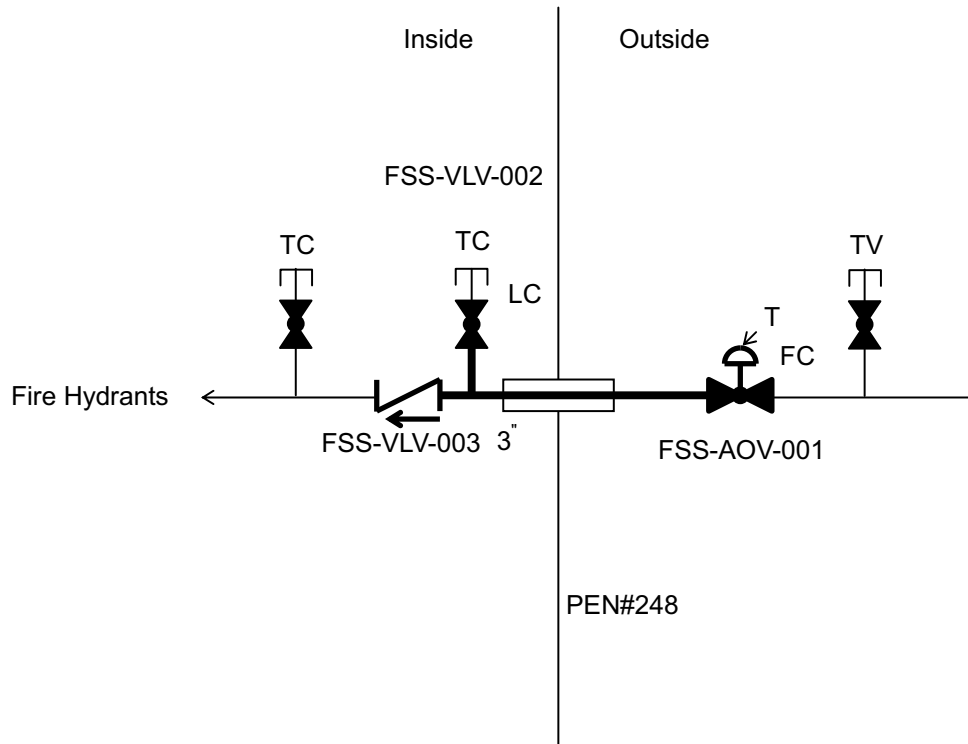 Inside
Outside
FSS-VLV-002
TC
TC
TV
LC
T
FC
Fire Hydrants
FSS-VLV-003
3"
FSS-AOV-001
PEN#248